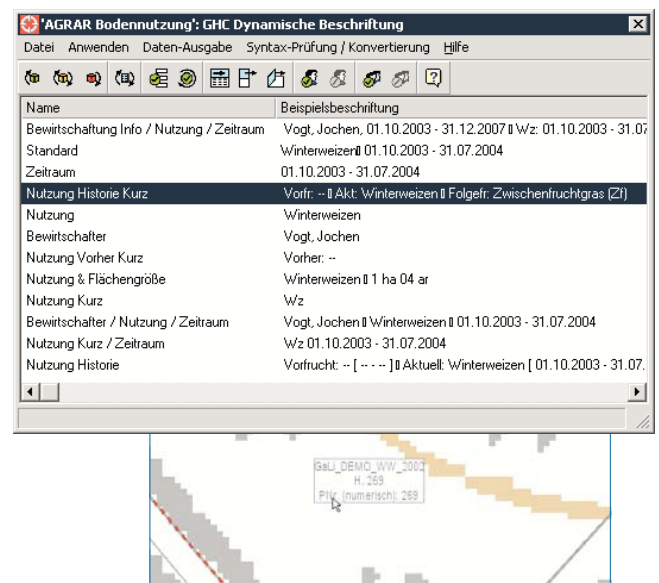 'AGRAR Bodennutzung': GHC Dynamische Beschriftung
Datei Anwenden Daten-Ausgabe Syntax-Prüfung / Konvertierung Hilfe
Name Beispielsbeschriftung
Bewirtschaftung Info / Nutzung / Zeitraum Vogt, Jochen, 01.10.2003 - 31.12.2007▯Wz: 01.10.2003 - 31.07
Standard Winterweizen▯01.10.2003 - 31.07.2004
Zeitraum 01.10.2003 - 31.07.2004
Nutzung Historie Kurz Vorfr: --▯Akt: Winterweizen▯Folgefr: Zwischenfruchtgras (Zf)
Nutzung Winterweizen
Bewirtschafter Vogt, Jochen
Nutzung Vorher Kurz Vorher: --
Nutzung & Flächengröße Winterweizen▯1 ha 04 ar
Nutzung Kurz Wz
Bewirtschafter / Nutzung / Zeitraum Vogt, Jochen▯Winterweizen▯01.10.2003 - 31.07.2004
Nutzung Kurz / Zeitraum Wz 01.10.2003 - 31.07.2004
Nutzung Historie Vorfrucht: -- [ -- - -- ]▯Aktuell: Winterweizen [ 01.10.2003 - 31.07.
GaLi_DEMO_WW_2002
H, 269
PNr. (numerisch): 269